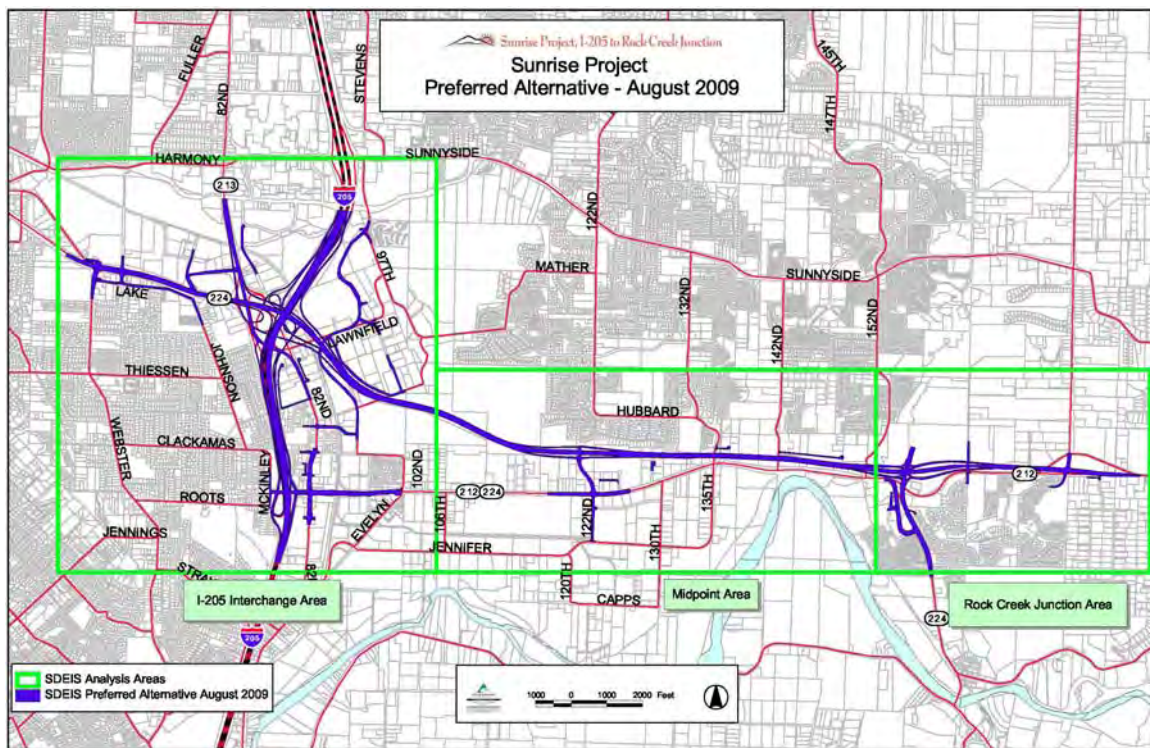 Sunrise Project, I-205 to Rock Creek Junction
Sunrise Project
Preferred Alternative - August 2009
FULLER
82ND
STEVENS
145TH
147TH
HARMONY
SUNNYSIDE
213
205
122ND
97TH
MATHER
SUNNYSIDE
132ND
142ND
152ND
LAKE
224
LAWNFIELD
JOHNSON
THIESSEN
82ND
HUBBARD
WEBSTER
CLACKAMAS
MCKINLEY
102ND
135TH
212
ROOTS
212 224
106TH
122ND
130TH
EVELYN
JENNINGS
JENNIFER
120TH
CAPPS
I-205 Interchange Area
Midpoint Area
Rock Creek Junction Area
224
205
SDEIS Analysis Areas
SDEIS Preferred Alternative August 2009
1000 0 1000 2000 Feet